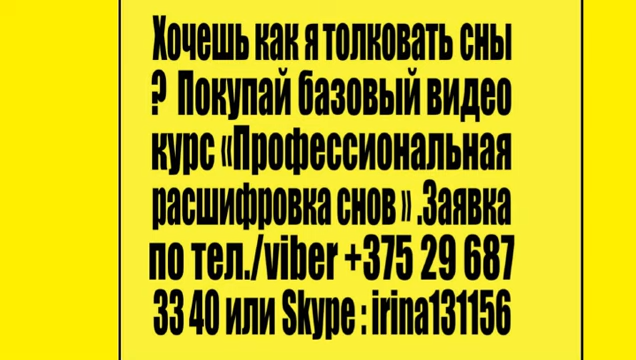 Хочешь как я толковать сны
? Покупай базовый видео
курс «Профессиональная
расшифровка снов» .Заявка
по тел./viber +375 29 687
33 40 или Skype : irina131156